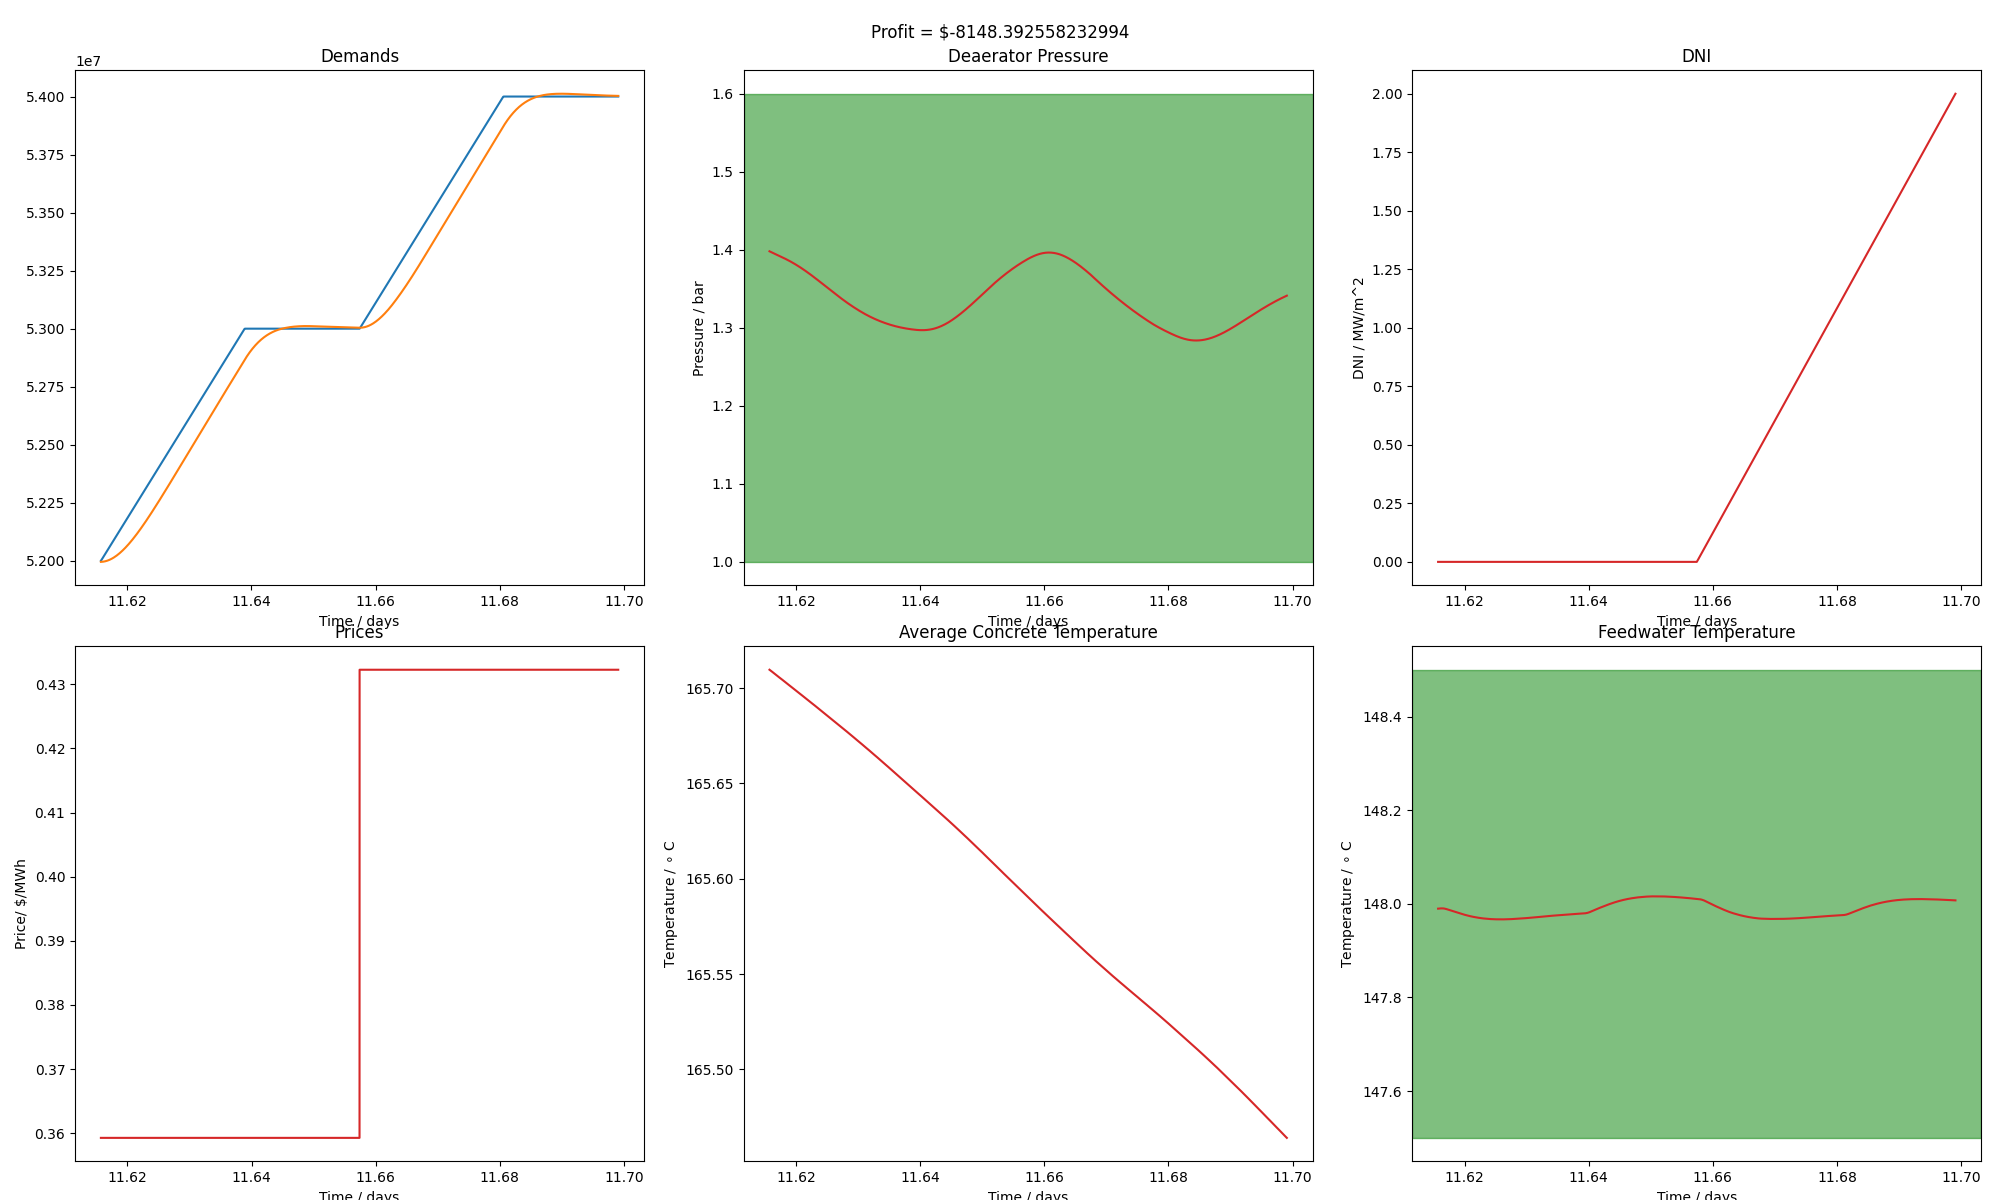 Profit = $-8148.392558232994
Demands
1e7
5.400
5.375
5.350
5.325
5.300
5.275
5.250
5.225
5.200
11.62 11.64 11.66 11.68 11.70
Time / days
Deaerator Pressure
Pressure / bar
1.6
1.5
1.4
1.3
1.2
1.1
1.0
11.62 11.64 11.66 11.68 11.70
Time / days
DNI
DNI / MW/m^2
2.00
1.75
1.50
1.25
1.00
0.75
0.50
0.25
0.00
11.62 11.64 11.66 11.68 11.70
Time / days
Prices
Price/ $/MWh
0.43
0.42
0.41
0.40
0.39
0.38
0.37
0.36
11.62 11.64 11.66 11.68 11.70
Time / days
Average Concrete Temperature
Temperature / ∘ C
165.70
165.65
165.60
165.55
165.50
11.62 11.64 11.66 11.68 11.70
Time / days
Feedwater Temperature
Temperature / ∘ C
148.4
148.2
148.0
147.8
147.6
11.62 11.64 11.66 11.68 11.70
Time / days